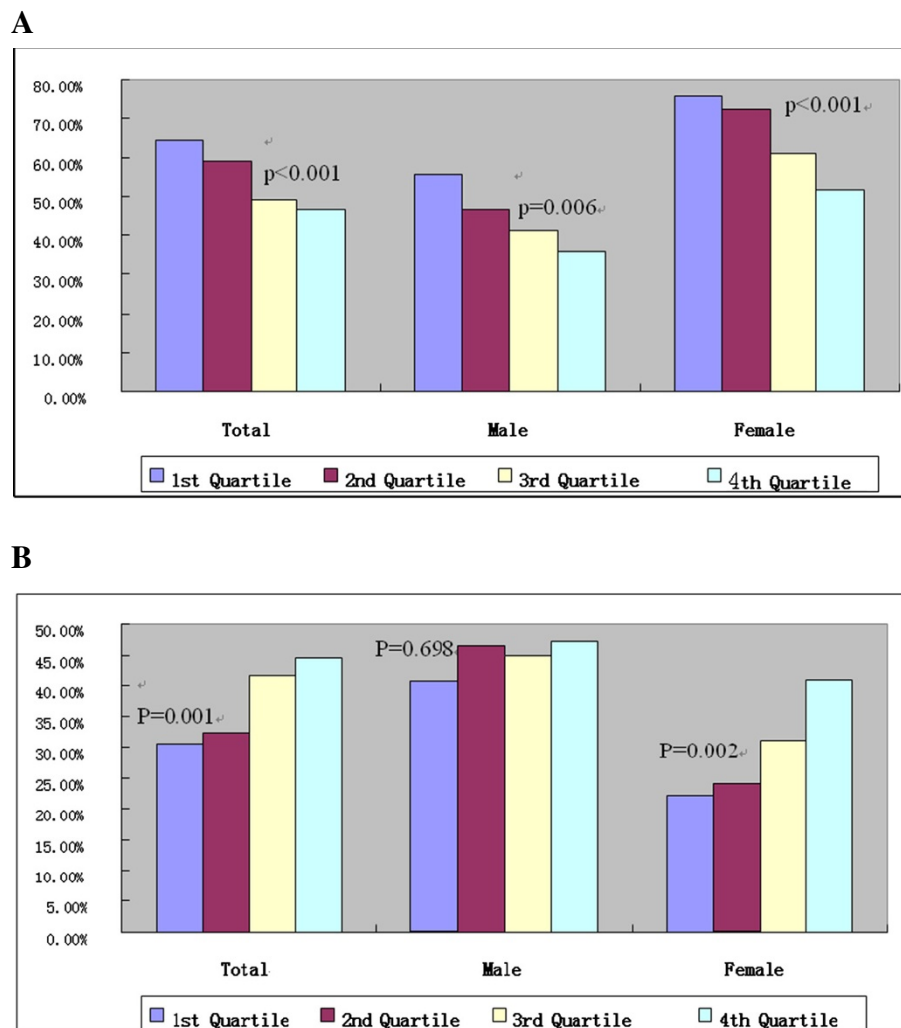 A
80.00%
70.00%
60.00%
50.00%
40.00%
30.00%
20.00%
10.00%
0.00%
p<0.001
p=0.006
p<0.001
Total Male Female
1st Quartile 2nd Quartile 3rd Quartile 4th Quartile
B
50.00%
45.00%
40.00%
35.00%
30.00%
25.00%
20.00%
15.00%
10.00%
5.00%
0.00%
P=0.001
P=0.698
P=0.002
Total Male Female
1st Quartile 2nd Quartile 3rd Quartile 4th Quartile